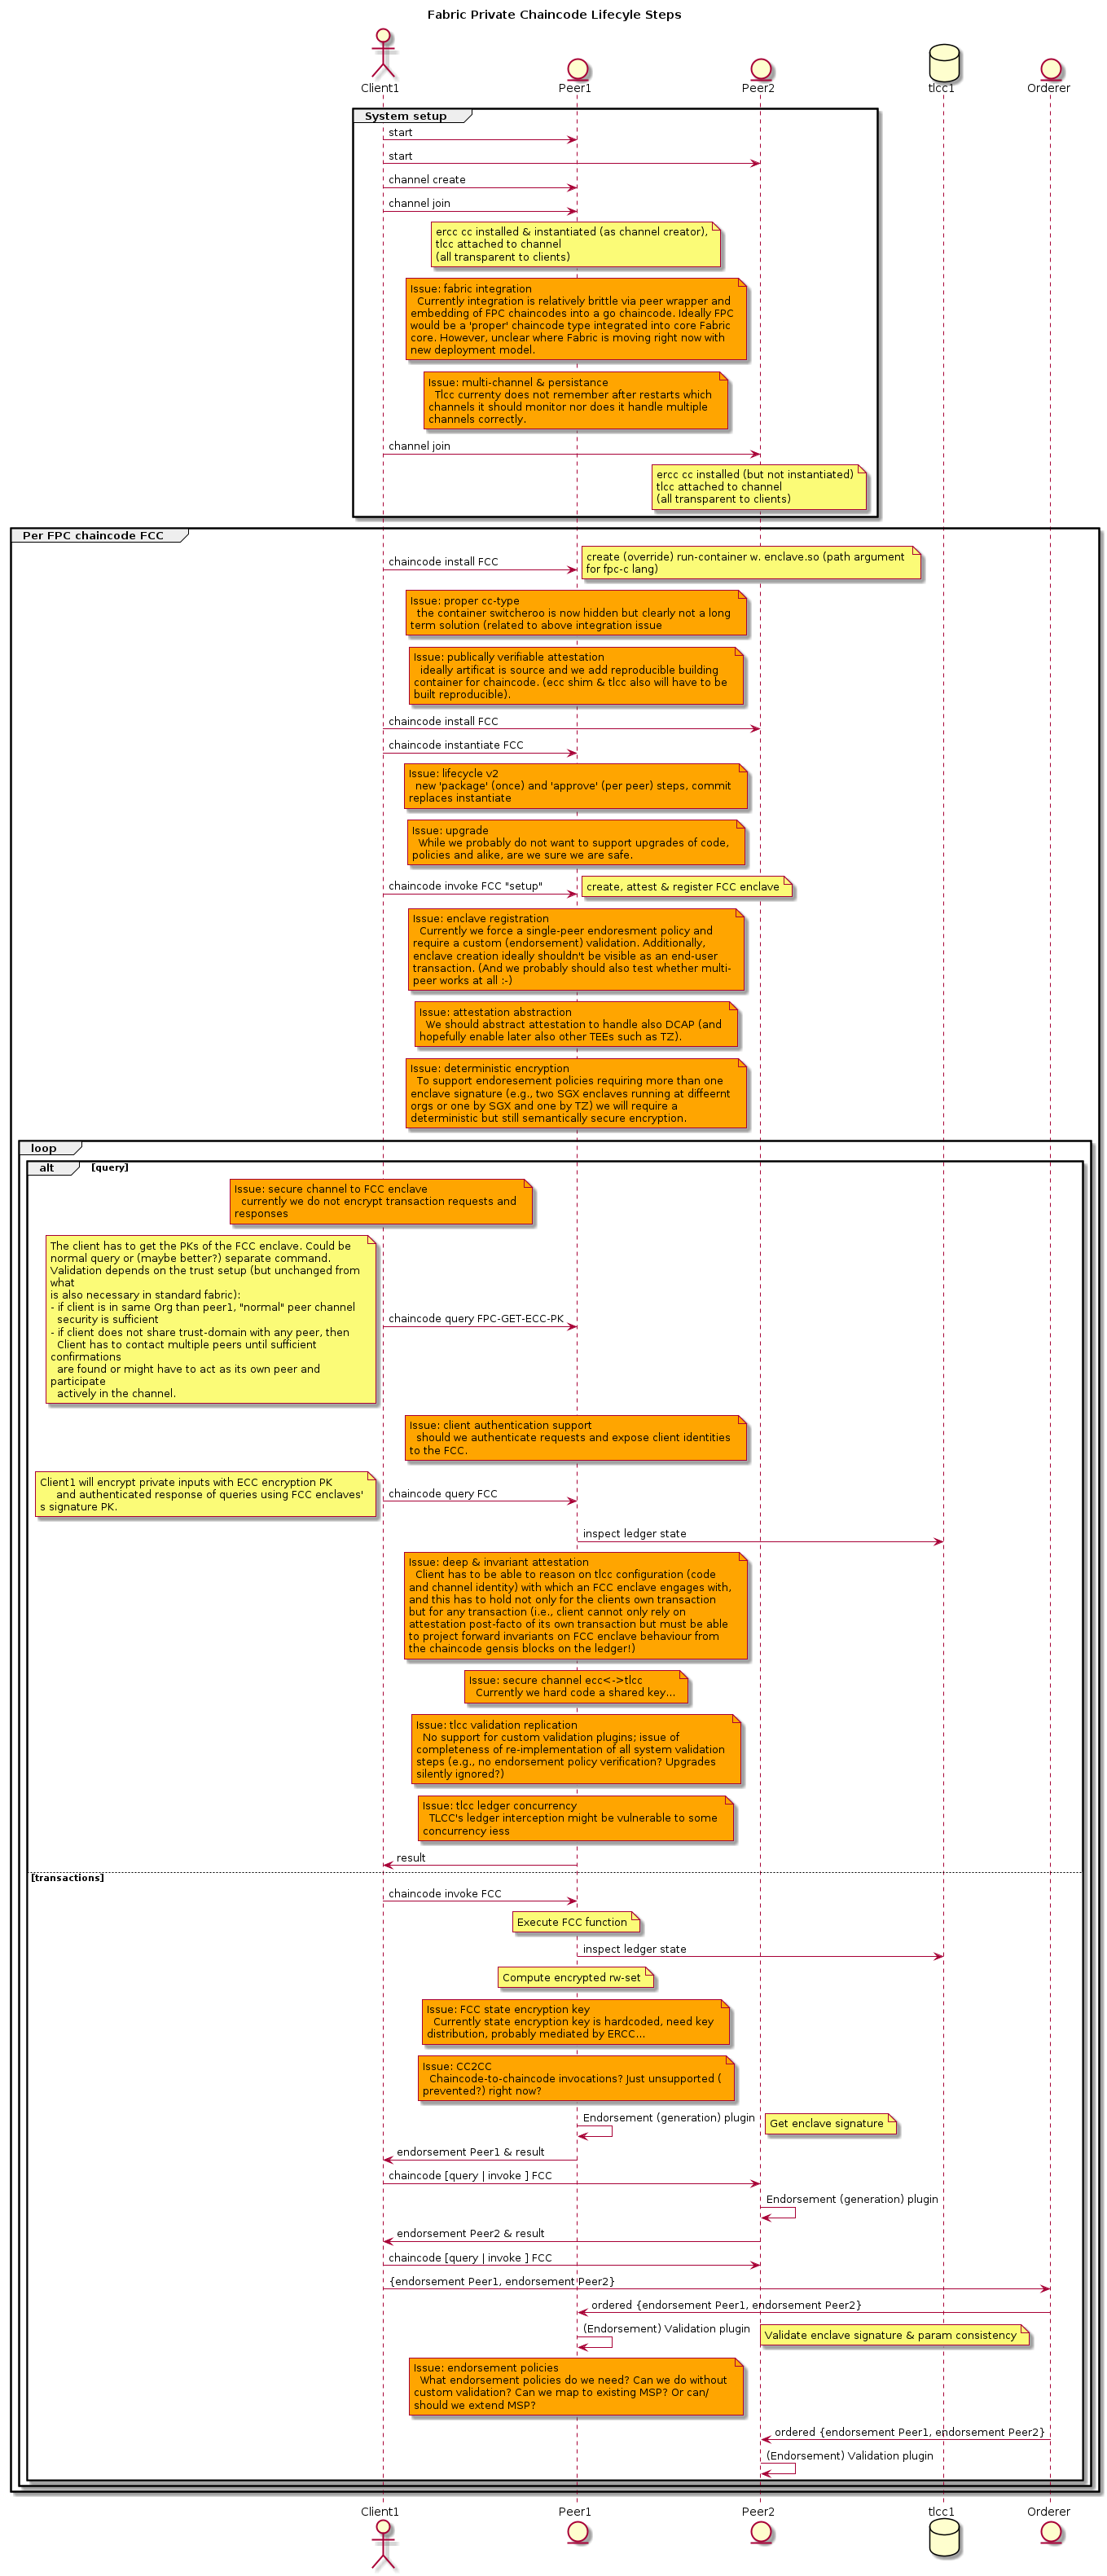 Fabric Private Chaincode Lifecyle Steps
Client1
Peer1
Peer2
tlcc1
Orderer
System setup
start
start
channel create
channel join
ercc cc installed & instantiated (as channel creator),
tlcc attached to channel
(all transparent to clients)
Issue: fabric integration
Currently integration is relatively brittle via peer wrapper and
embedding of FPC chaincodes into a go chaincode. Ideally FPC
would be a 'proper' chaincode type integrated into core Fabric
core. However, unclear where Fabric is moving right now with
new deployment model.
Issue: multi-channel & persistance
Tlcc currenty does not remember after restarts which
channels it should monitor nor does it handle multiple
channels correctly.
channel join
ercc cc installed (but not instantiated)
tlcc attached to channel
(all transparent to clients)
Per FPC chaincode FCC
chaincode install FCC
create (override) run-container w. enclave.so (path argument
for fpc-c lang)
Issue: proper cc-type
the container switcheroo is now hidden but clearly not a long
term solution (related to above integration issue
Issue: publically verifiable attestation
ideally artificat is source and we add reproducible building
container for chaincode. (ecc shim & tlcc also will have to be
built reproducible).
chaincode install FCC
chaincode instantiate FCC
Issue: lifecycle v2
new 'package' (once) and 'approve' (per peer) steps, commit
replaces instantiate
Issue: upgrade
While we probably do not want to support upgrades of code,
policies and alike, are we sure we are safe.
chaincode invoke FCC "setup"
create, attest & register FCC enclave
Issue: enclave registration
Currently we force a single-peer endoresment policy and
require a custom (endorsement) validation. Additionally,
enclave creation ideally shouldn't be visible as an end-user
transaction. (And we probably should also test whether multi-
peer works at all :-)
Issue: attestation abstraction
We should abstract attestation to handle also DCAP (and
hopefully enable later also other TEEs such as TZ).
Issue: deterministic encryption
To support endoresement policies requiring more than one
enclave signature (e.g., two SGX enclaves running at differnt
orgs or one by SGX and one by TZ) we will require a
deterministic but still semantically secure encryption.
loop
alt [query]
Issue: secure channel to FCC enclave
currently we do not encrypt transaction requests and
responses
The client has to get the PKs of the FCC enclave. Could be
normal query or (maybe better?) separate command.
Validation depends on the trust setup (but unchanged from
what
is also necessary in standard fabric):
- if client is in same Org than peer1, "normal" peer channel
security is sufficient
- if client does not share trust-domain with any peer, then
Client has to contact multiple peers until sufficient
confirmations
are found or might have to act as its own peer and
participate
actively in the channel.
chaincode query FPC-GET-ECC-PK
Issue: client authentication support
should we authenticate requests and expose client identities
to the FCC.
Client1 will encrypt private inputs with ECC encryption PK
and authenticated response of queries using FCC enclaves'
s signature PK.
chaincode query FCC
inspect ledger state
Issue: deep & invariant attestation
Client has to be able to reason on tlcc configuration (code
and channel identity) with which an FCC enclave engages with,
and this has to hold not only for the clients own transaction
but for any transaction (i.e., client cannot only rely on
attestation post-facto of its own transaction but must be able
to project forward invariants on FCC enclave behaviour from
the chaincode gensis blocks on the ledger!)
Issue: secure channel ecc<->tlcc
Currently we hard code a shared key...
Issue: tlcc validation replication
No support for custom validation plugins; issue of
completeness of re-implementation of all system validation
steps (e.g., no endorsement policy verification? Upgrades
silently ignored?)
Issue: tlcc ledger concurrency
TLCC's ledger interception might be vulnerable to some
concurrency iess
result
[transactions]
chaincode invoke FCC
Execute FCC function
inspect ledger state
Compute encrypted rw-set
Issue: FCC state encryption key
Currently state encryption key is hardcoded, need key
distribution, probably mediated by ERCC...
Issue: CC2CC
Chaincode-to-chaincode invocations? Just unsupported (
prevented?) right now?
Endorsement (generation) plugin
Get enclave signature
endorsement Peer1 & result
chaincode [query | invoke ] FCC
Endorsement (generation) plugin
endorsement Peer2 & result
chaincode [query | invoke ] FCC
{endorsement Peer1, endorsement Peer2}
ordered {endorsement Peer1, endorsement Peer2}
(Endorsement) Validation plugin
Validate enclave signature & param consistency
Issue: endorsement policies
What endorsement policies do we need? Can we do without
custom validation? Can we map to existing MSP? Or can/
should we extend MSP?
ordered {endorsement Peer1, endorsement Peer2}
(Endorsement) Validation plugin
Client1
Peer1
Peer2
tlcc1
Orderer